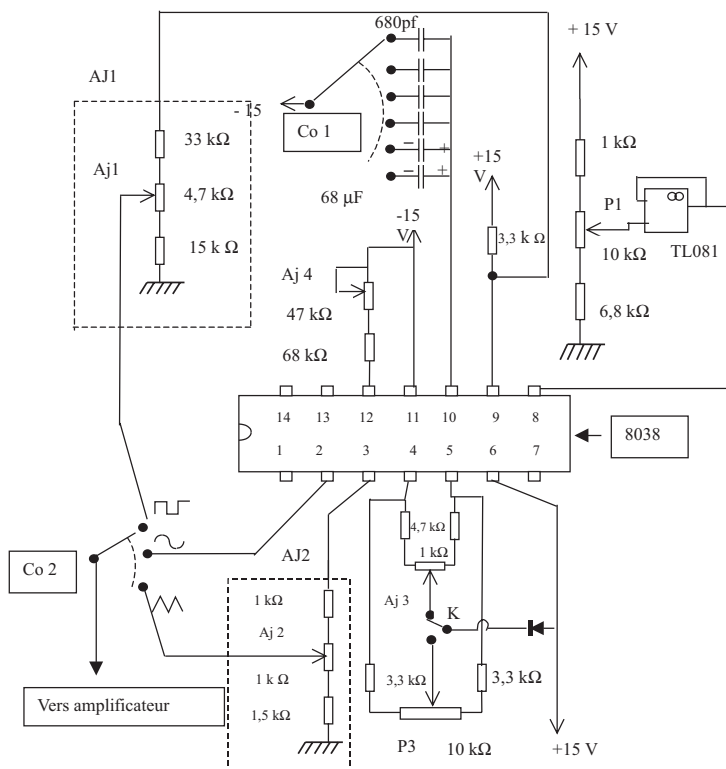 680pf
+ 15 V
AJ1
- 15
Co 1
33 kΩ
+15
V
1 kΩ
Aj1
P1
4,7 kΩ
68 µF
-15
V
3,3 k Ω
10 kΩ
TL081
15 k Ω
Aj 4
47 kΩ
6,8 kΩ
68 kΩ
14 13 12 11 10 9 8
1 2 3 4 5 6 7
8038
4,7 kΩ
AJ2
1 kΩ
Co 2
1 kΩ
Aj 3
K
Aj 2
1 k Ω
3,3 kΩ
3,3 kΩ
Vers amplificateur
1,5 kΩ
P3
10 kΩ
+15 V